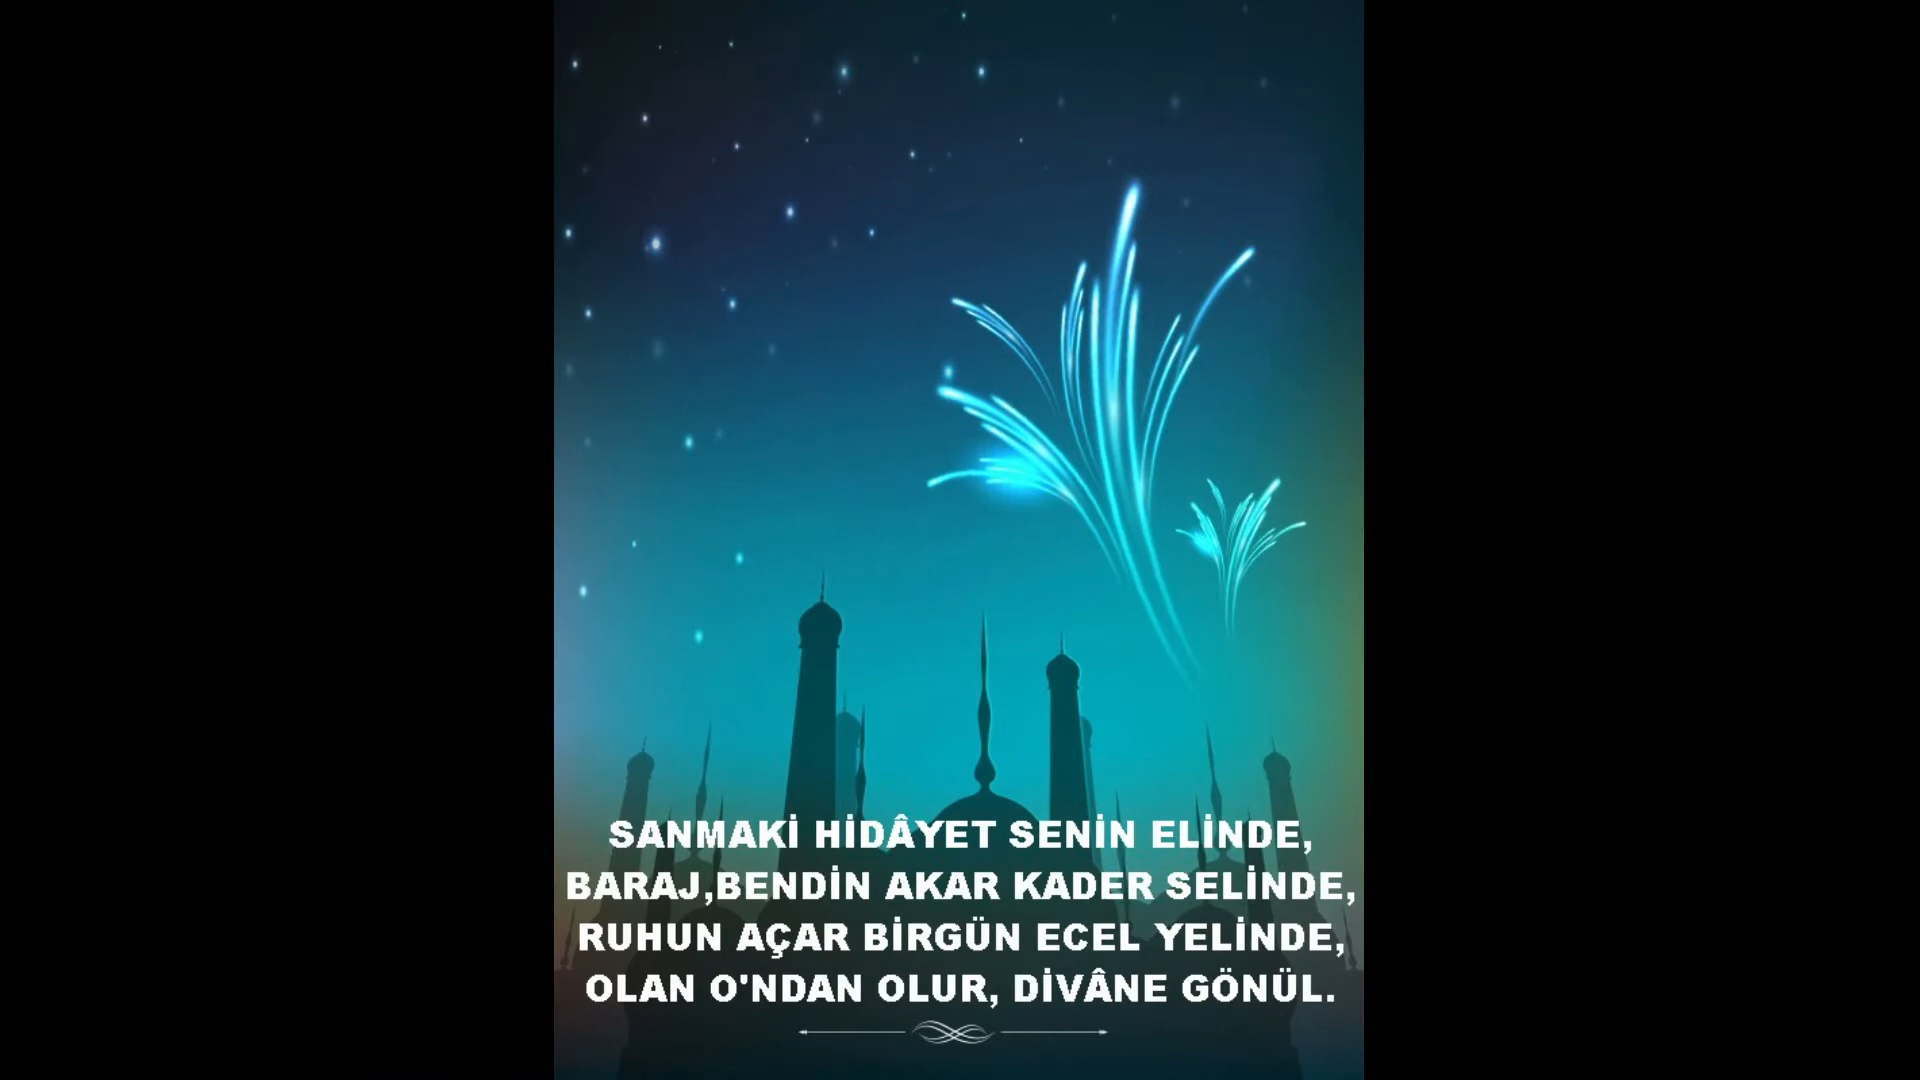 SANMAKİ HİDÂYET SENİN ELİNDE,
BARAJ,BENDİN AKAR KADER SELİNDE,
RUHUN AÇAR BİRGÜN ECEL YELİNDE,
OLAN O'NDAN OLUR, DİVÂNE GÖNÜL.